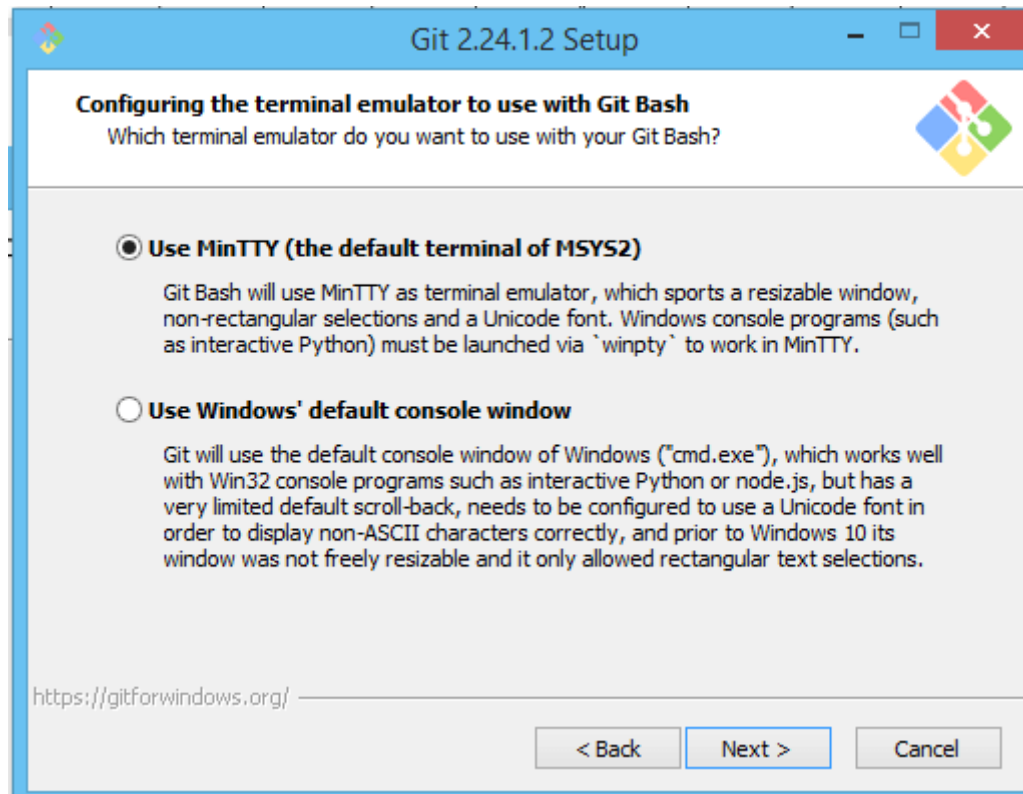 Git 2.24.1.2 Setup
Configuring the terminal emulator to use with Git Bash
Which terminal emulator do you want to use with your Git Bash?
Use MinTTY (the default terminal of MSYS2)
Git Bash will use MinTTY as terminal emulator, which sports a resizable window,
non-rectangular selections and a Unicode font. Windows console programs (such
as interactive Python) must be launched via `winpty` to work in MinTTY.
Use Windows' default console window
Git will use the default console window of Windows ("cmd.exe"), which works well
with Win32 console programs such as interactive Python or node.js, but has a
very limited default scroll-back, needs to be configured to use a Unicode font in
order to display non-ASCII characters correctly, and prior to Windows 10 its
window was not freely resizable and it only allowed rectangular text selections.
https://gitforwindows.org/
< Back Next > Cancel